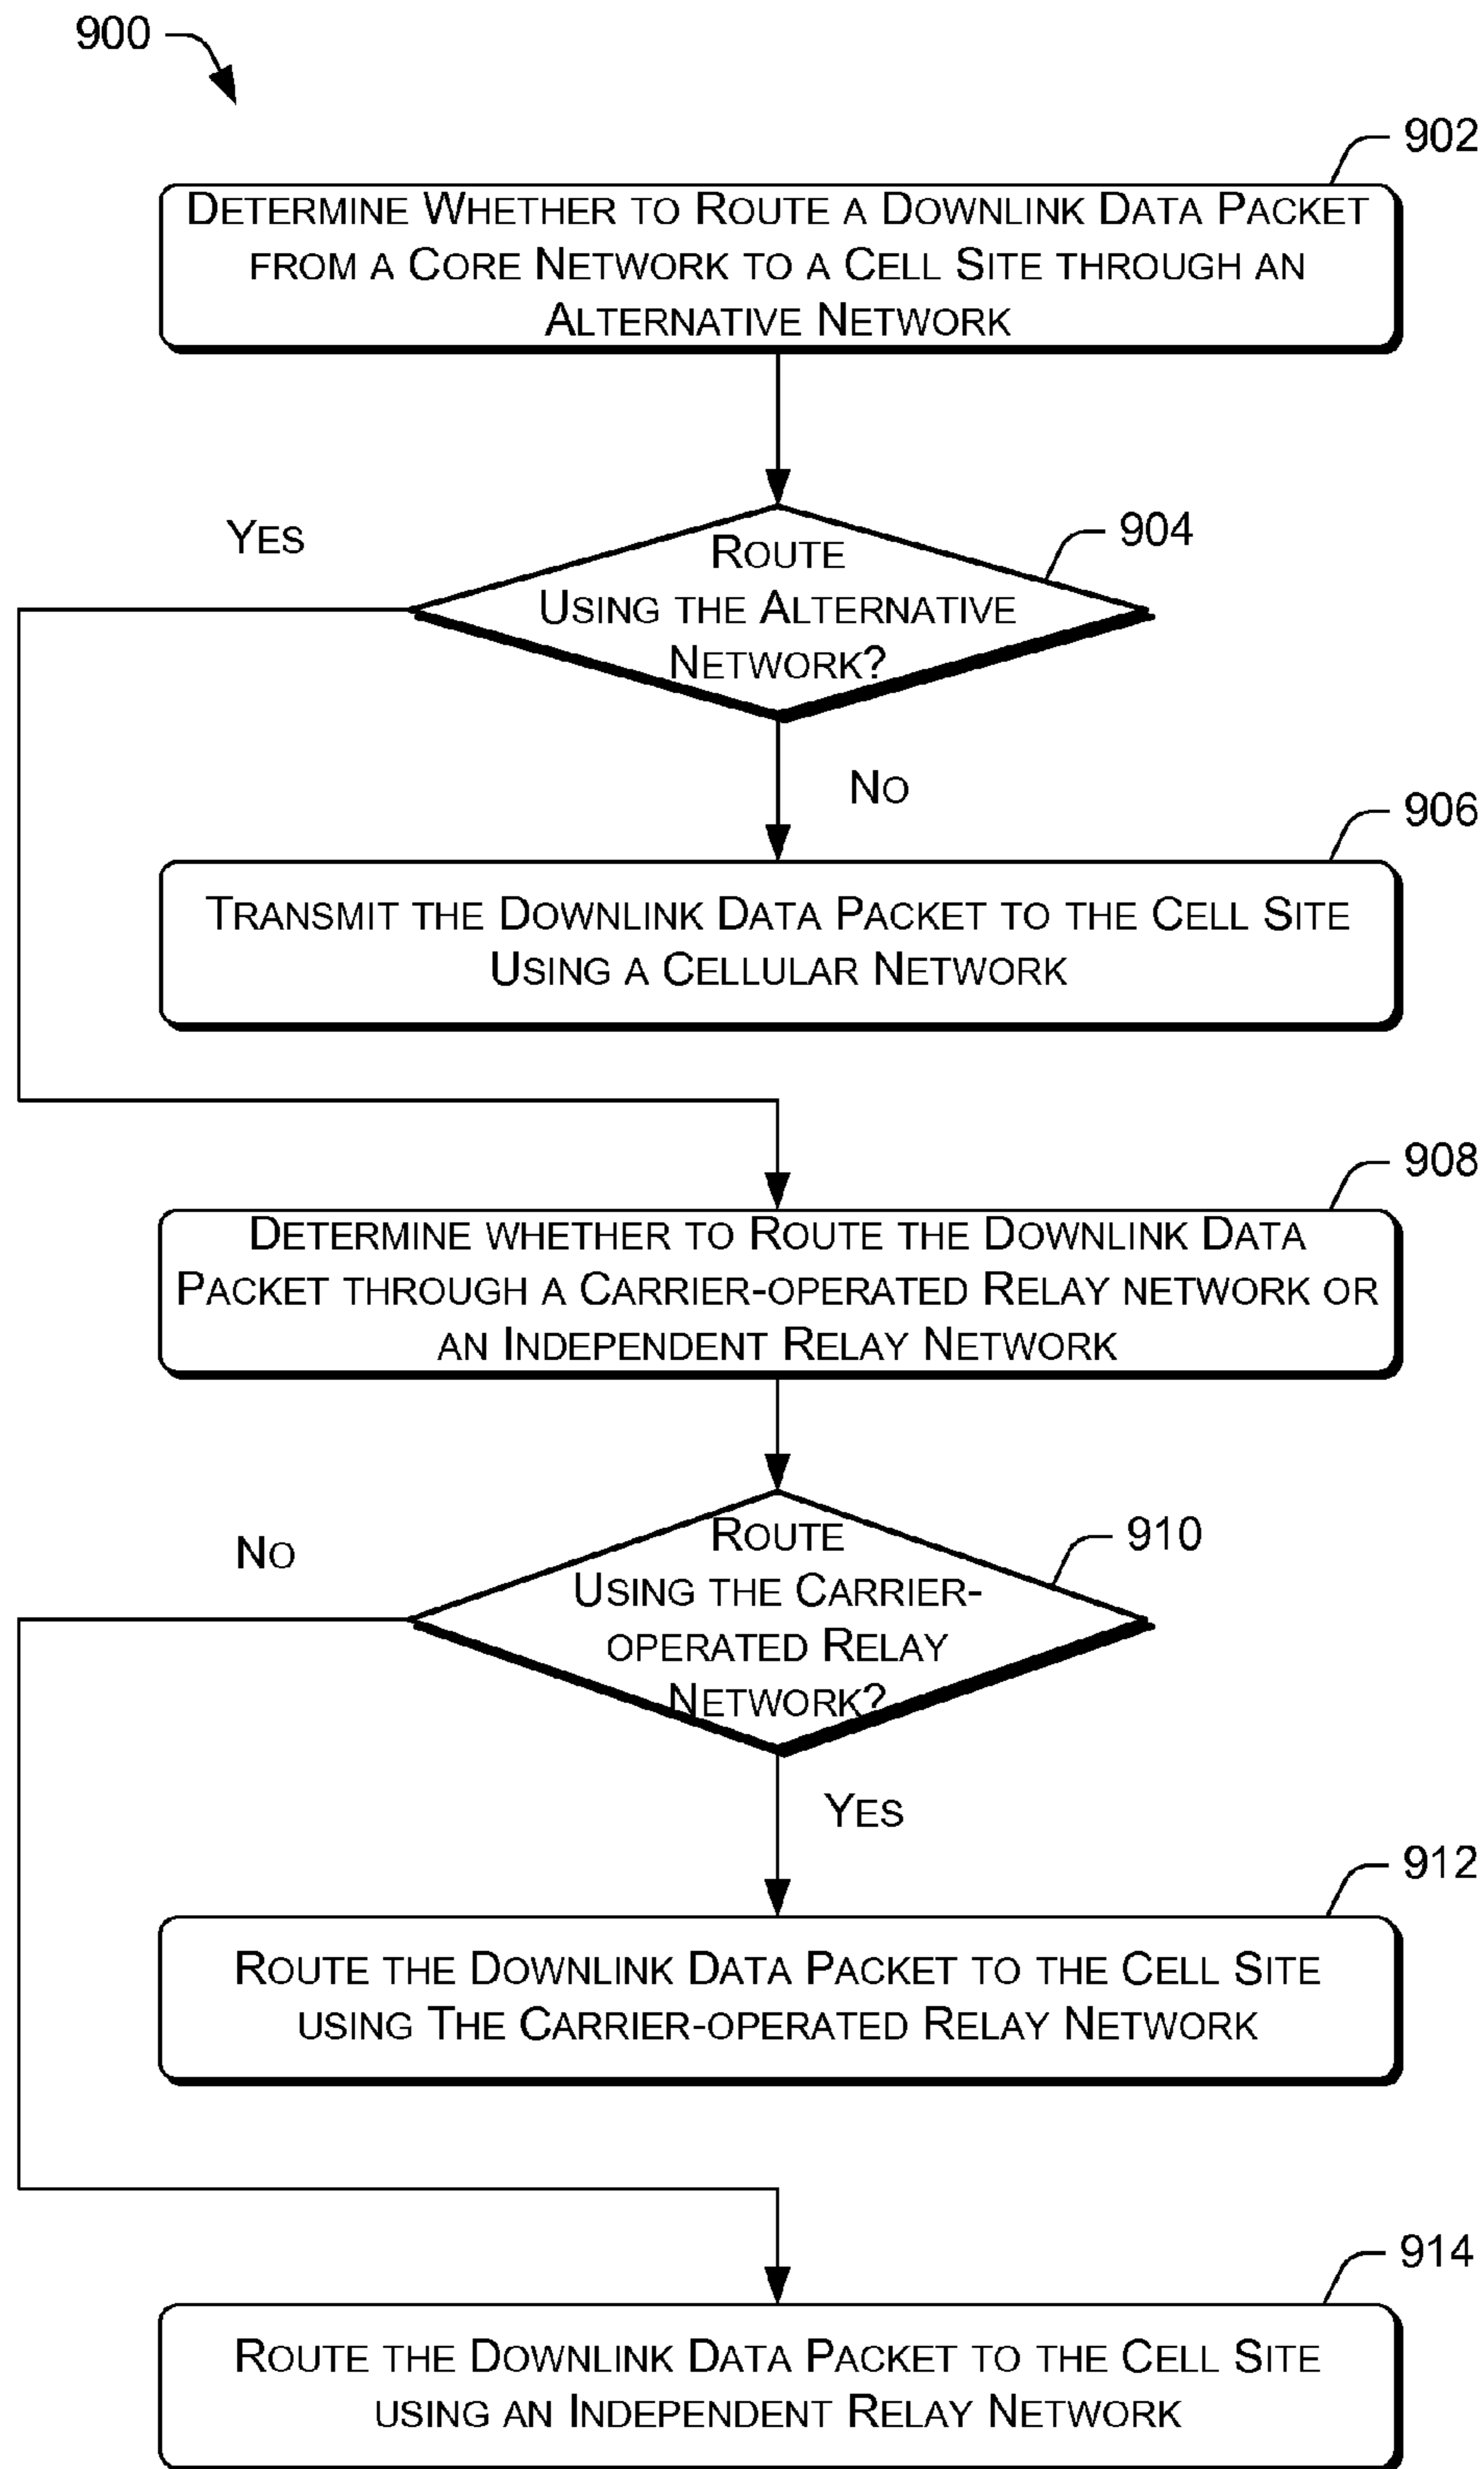 900
902
DETERMINE WHETHER TO ROUTE A DOWNLINK DATA PACKET
FROM A CORE NETWORK TO A CELL SITE THROUGH AN
ALTERNATIVE NETWORK
YES
904
ROUTE
USING THE ALTERNATIVE
NETWORK?
NO
906
TRANSMIT THE DOWNLINK DATA PACKET TO THE CELL SITE
USING A CELLULAR NETWORK
908
DETERMINE WHETHER TO ROUTE THE DOWNLINK DATA
PACKET THROUGH A CARRIER-OPERATED RELAY NETWORK OR
AN INDEPENDENT RELAY NETWORK
NO
910
ROUTE
USING THE CARRIER-
OPERATED RELAY
NETWORK?
YES
912
ROUTE THE DOWNLINK DATA PACKET TO THE CELL SITE
USING THE CARRIER-OPERATED RELAY NETWORK
914
ROUTE THE DOWNLINK DATA PACKET TO THE CELL SITE
USING AN INDEPENDENT RELAY NETWORK